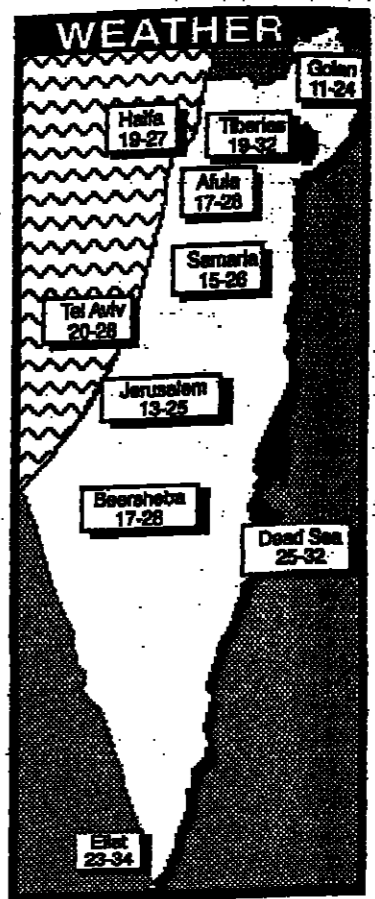 WEATHER
Golan
11-24
Haifa
19-27
Tiberias
19-32
Afula
17-28
Samaria
15-26
Tel Aviv
20-28
Jerusalem
13-25
Beersheba
17-28
Dead Sea
25-32
Eilat
23-34